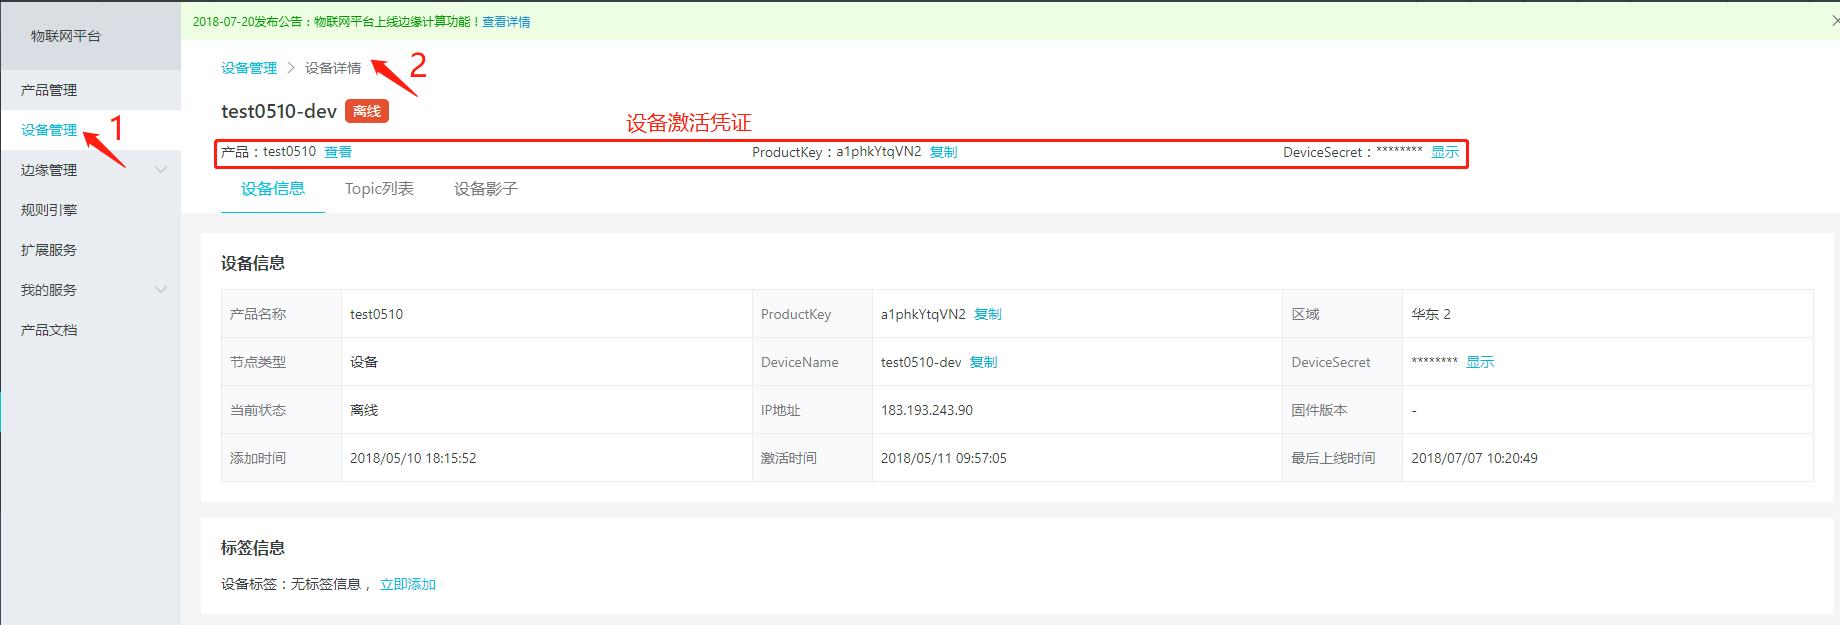 2018-07-20发布公告：物联网平台上线边缘计算功能！查看详情
物联网平台
产品管理
设备管理
边缘管理
规则引擎
扩展服务
我的服务
产品文档
1
设备管理 > 设备详情
2
test0510-dev 离线
设备激活凭证
产品：test0510 查看 ProductKey：a1phkYtqVN2 复制 DeviceSecret：******** 显示
设备信息 Topic列表 设备影子
设备信息
产品名称 test0510 ProductKey a1phkYtqVN2 复制 区域 华东 2
节点类型 设备 DeviceName test0510-dev 复制 DeviceSecret ******** 显示
当前状态 离线 IP地址 183.193.243.90 固件版本 -
添加时间 2018/05/10 18:15:52 激活时间 2018/05/11 09:57:05 最后上线时间 2018/07/07 10:20:49
标签信息
设备标签：无标签信息， 立即添加